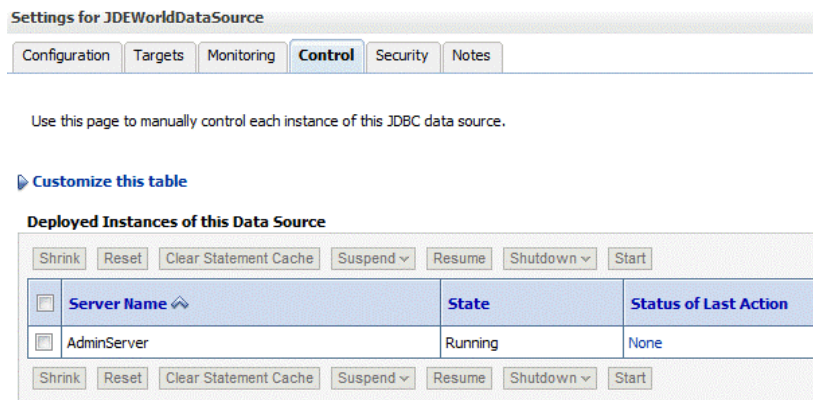 Settings for JDEWorldDataSource
Configuration Targets Monitoring Control Security Notes
Use this page to manually control each instance of this JDBC data source.
Customize this table
Deployed Instances of this Data Source
Shrink Reset Clear Statement Cache Suspend Resume Shutdown Start
Server Name State Status of Last Action
AdminServer Running None
Shrink Reset Clear Statement Cache Suspend Resume Shutdown Start